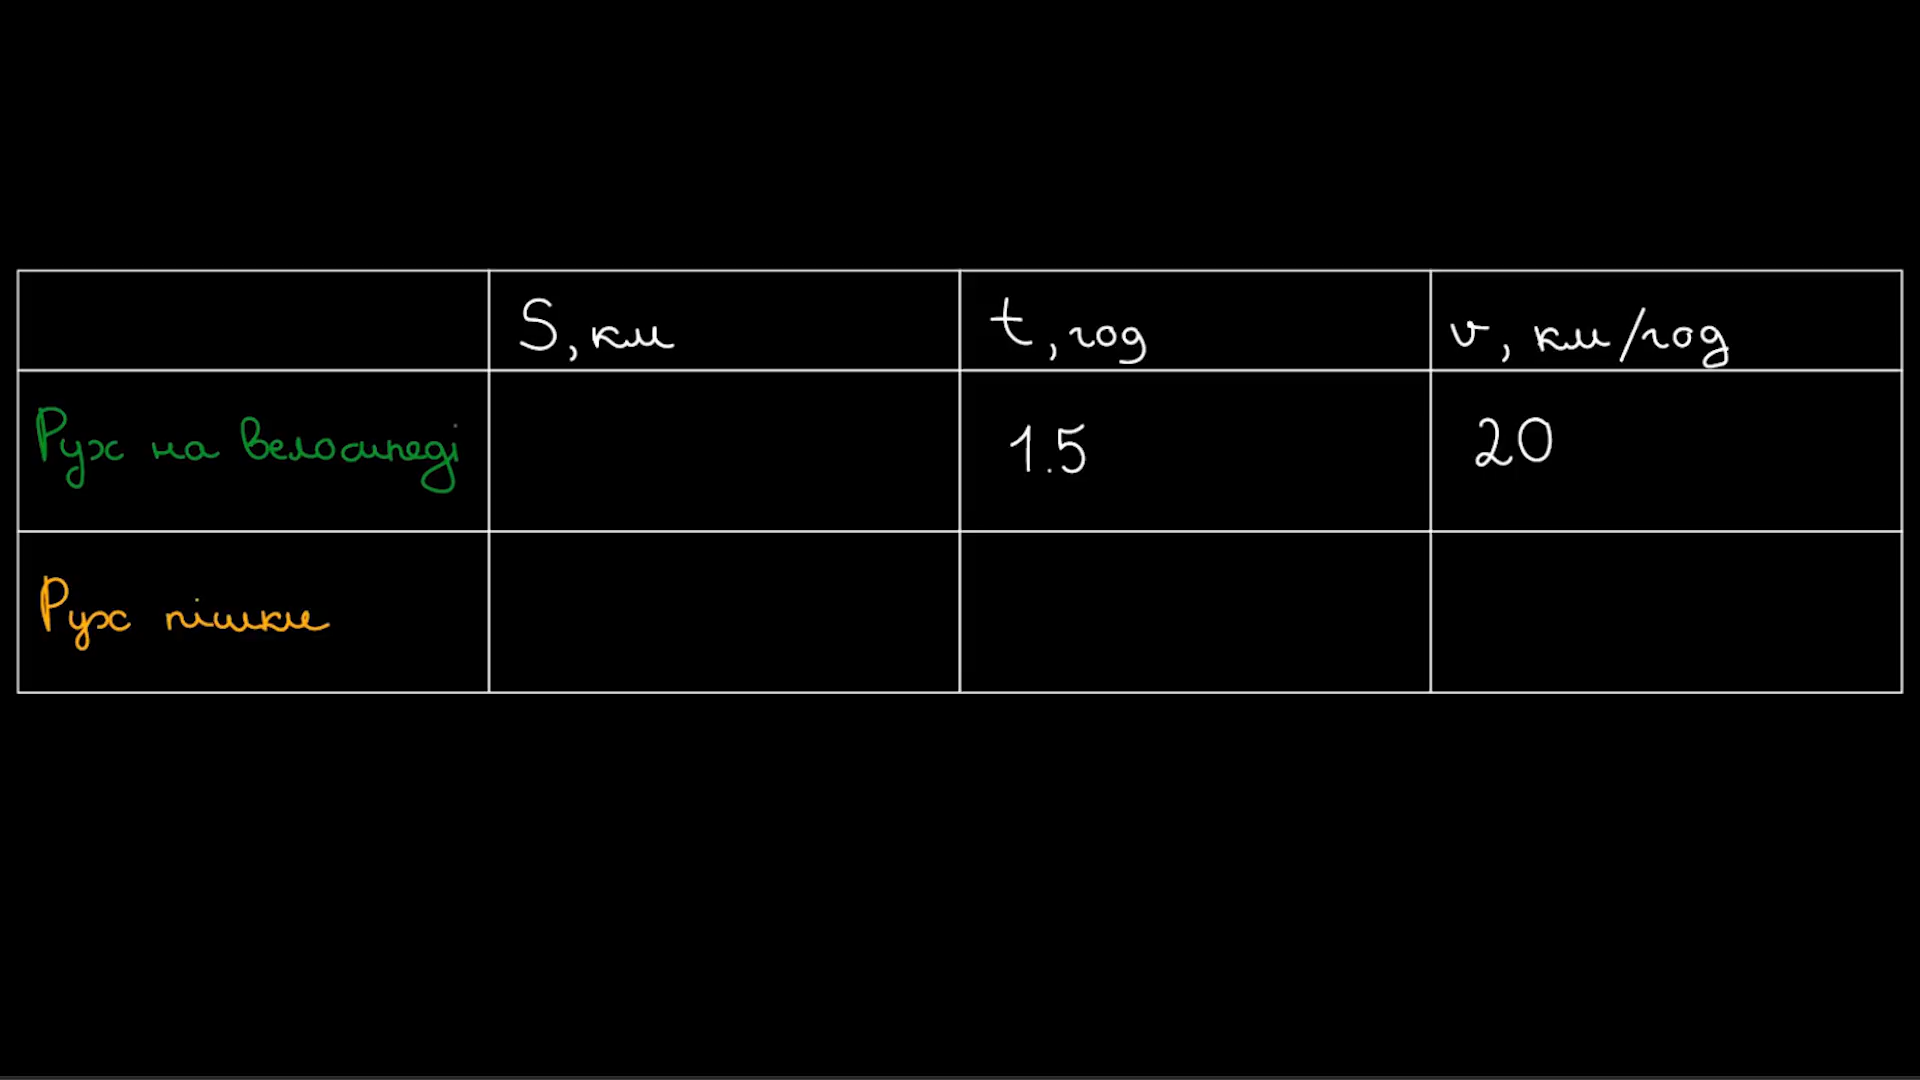 S, км t, год v, км/год
Рух на велосипеді 1.5 20
Рух пішки